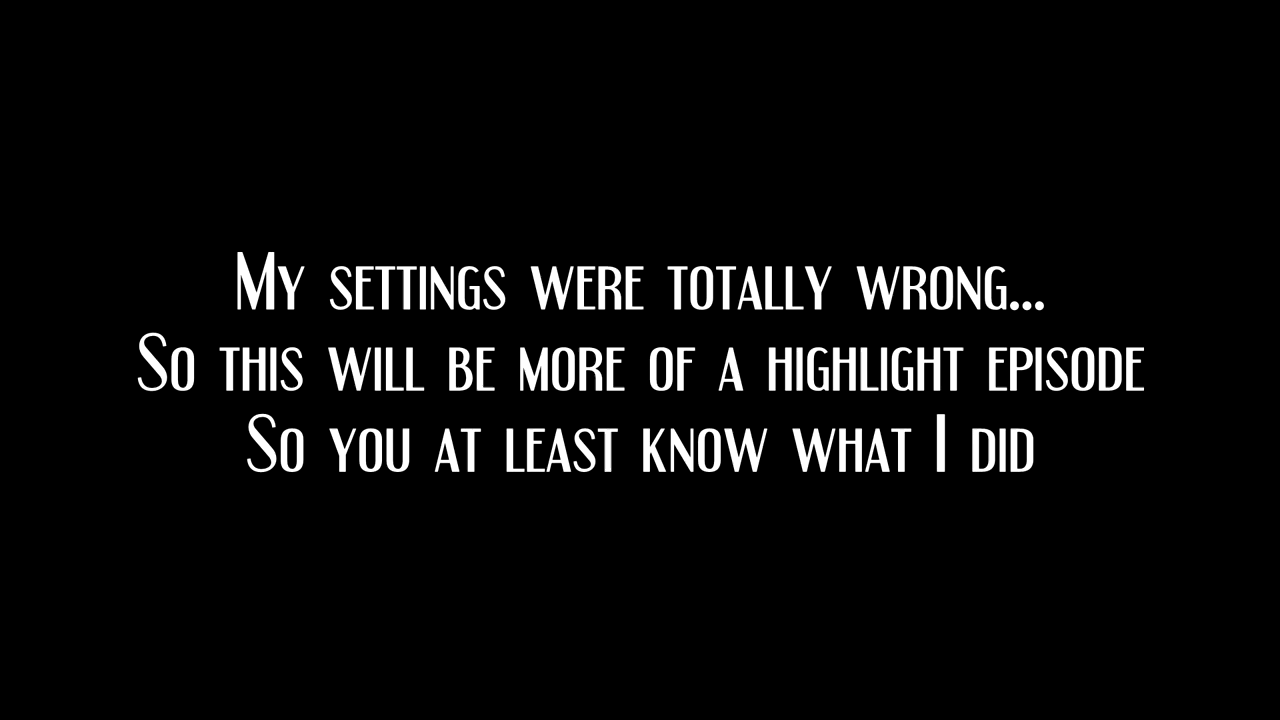 My settings were totally wrong...
So this will be more of a highlight episode
So you at least know what I did